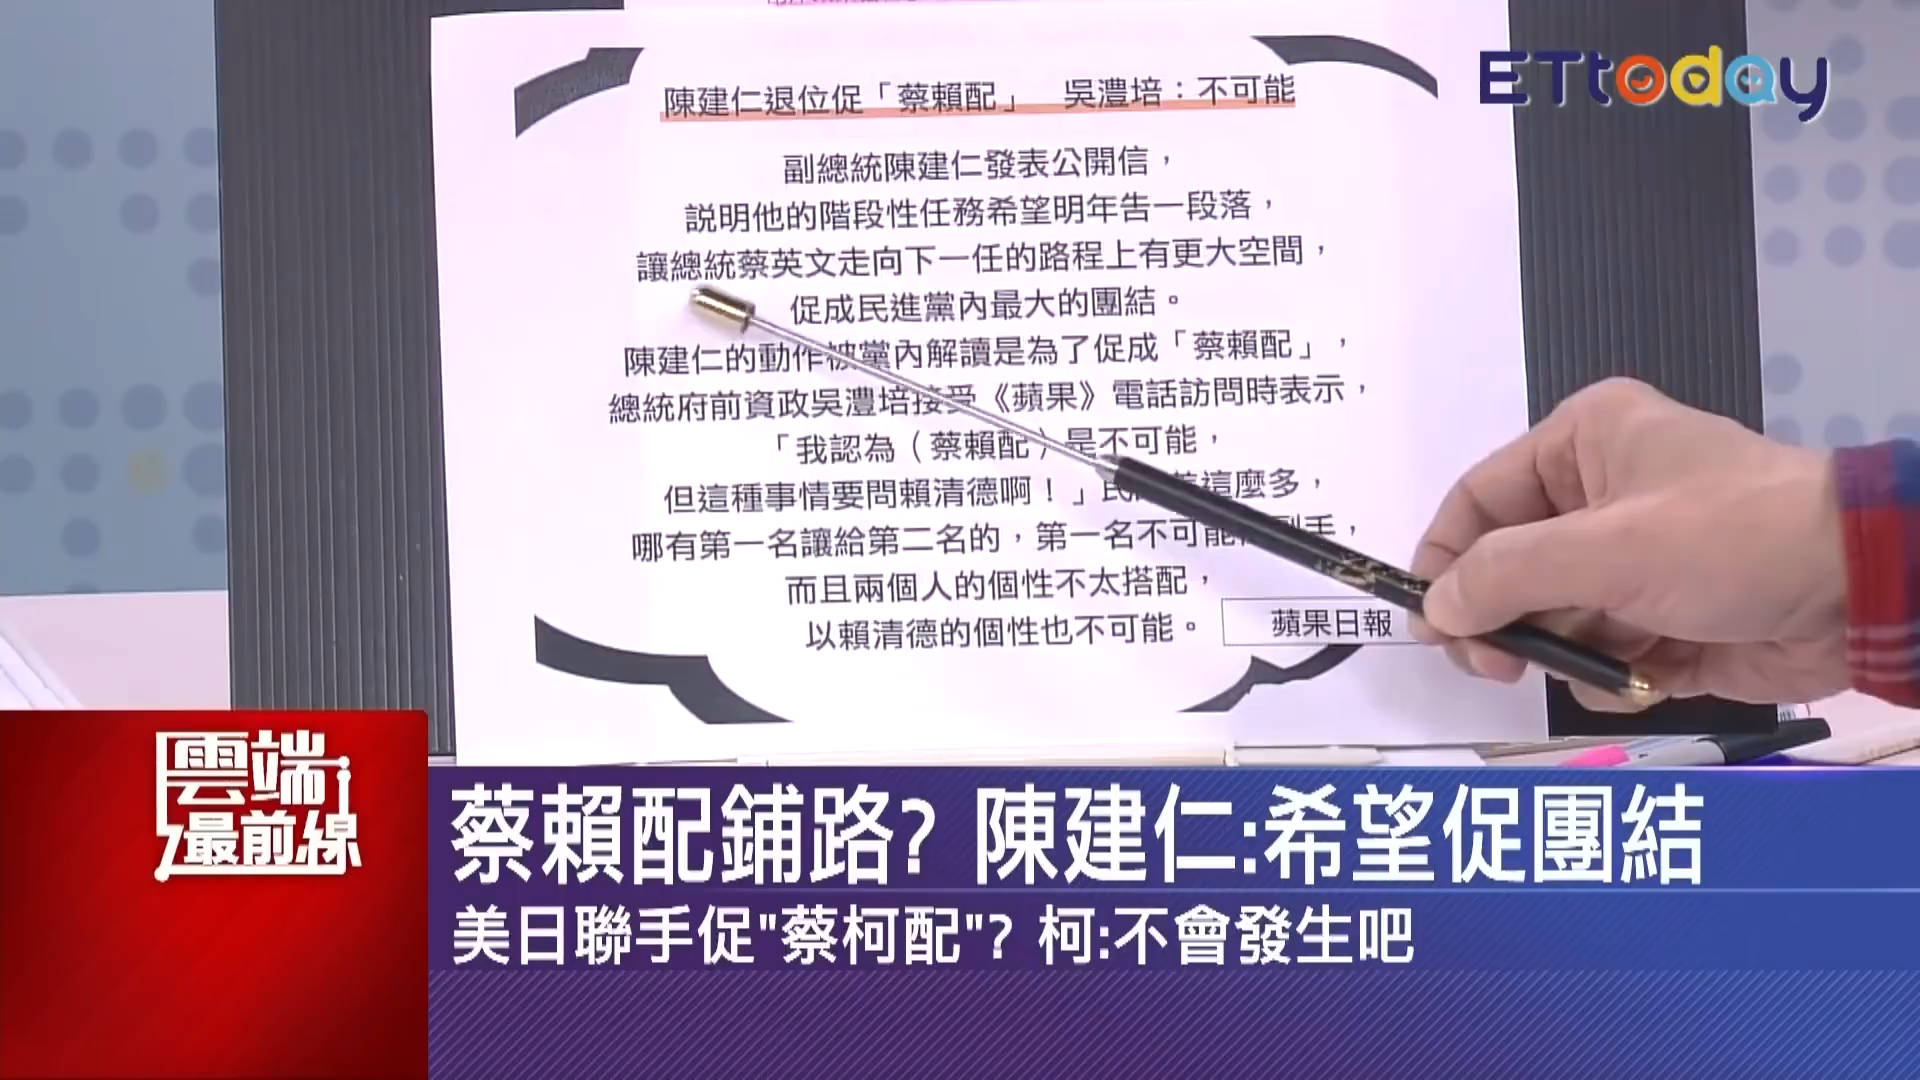 ETtoday
陳建仁退位促「蔡賴配」 吳澧培：不可能
副總統陳建仁發表公開信，
説明他的階段性任務希望明年告一段落，
讓總統蔡英文走向下一任的路程上有更大空間，
促成民進黨內最大的團結。
陳建仁的動作被黨內解讀是為了促成「蔡賴配」，
總統府前資政吳澧培接受《蘋果》電話訪問時表示，
「我認為（蔡賴配）是不可能，
但這種事情要問賴清德啊！」 這麼多，
哪有第一名讓給第二名的，第一名不可能
而且兩個人的個性不太搭配，
以賴清德的個性也不可能。
蘋果日報
雲端最前線
蔡賴配鋪路? 陳建仁:希望促團結
美日聯手促"蔡柯配"? 柯:不會發生吧